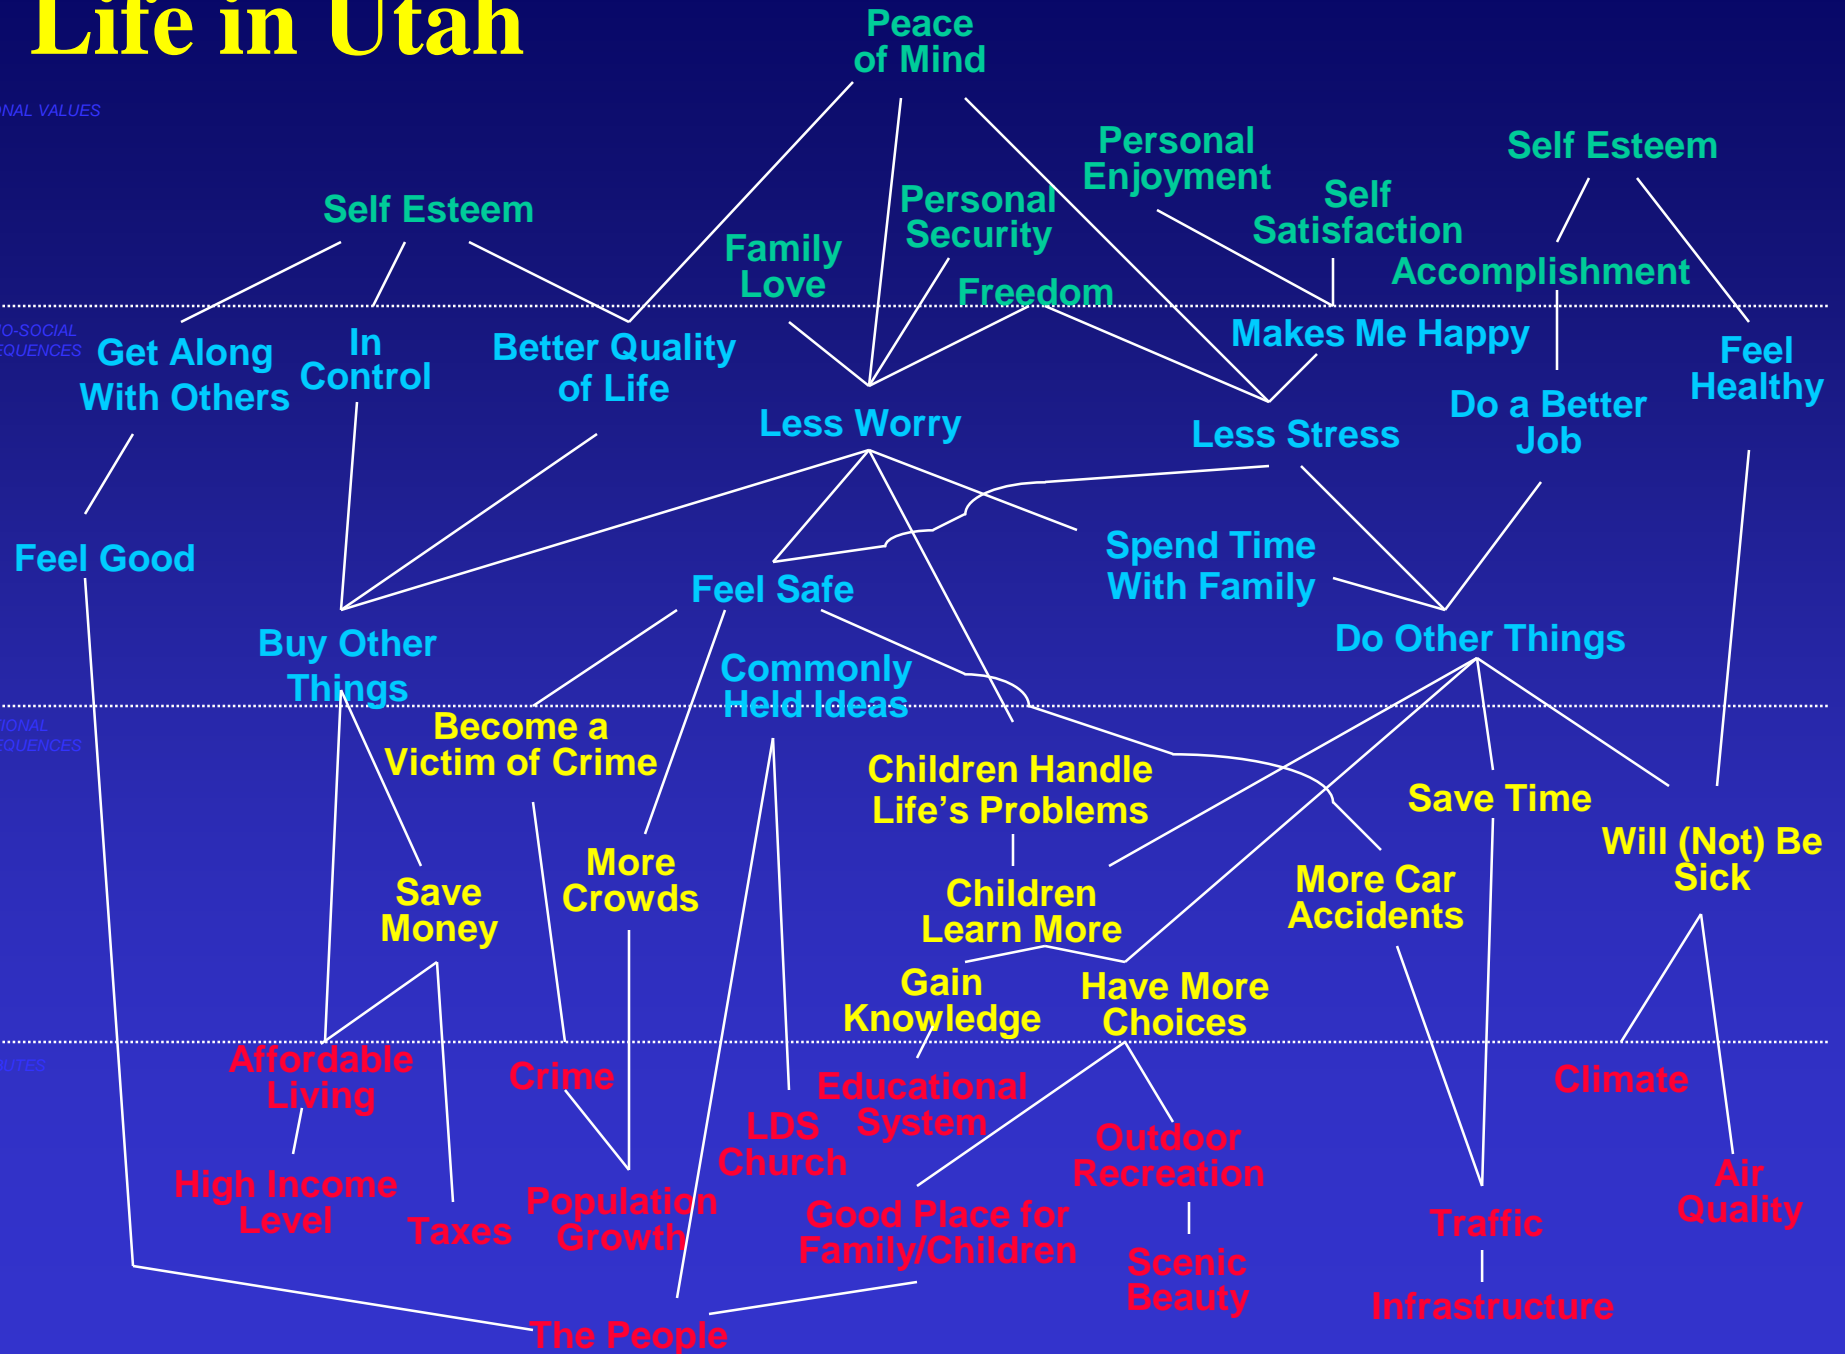 Life in Utah
Peace
of Mind
ONAL VALUES
Personal
Enjoyment
Self Esteem
Self
Satisfaction
Self Esteem
Personal
Security
Family
Love
Accomplishment
Freedom
O-SOCIAL
EQUENCES
Get Along
With Others
In
Control
Better Quality
of Life
Makes Me Happy
Feel
Healthy
Less Worry
Less Stress
Do a Better
Job
Feel Good
Spend Time
With Family
Feel Safe
Buy Other
Things
Commonly
Held Ideas
Do Other Things
IONAL
EQUENCES
Become a
Victim of Crime
Children Handle
Life’s Problems
Save Time
Will (Not) Be
Sick
More
Crowds
Save
Money
Children
Learn More
More Car
Accidents
Gain
Knowledge
Have More
Choices
BUTES
Affordable
Living
Crime
Educational
System
Climate
LDS
Church
Outdoor
Recreation
High Income
Level
Taxes
Population
Growth
Good Place for
Family/Children
Traffic
Air
Quality
Scenic
Beauty
Infrastructure
The People